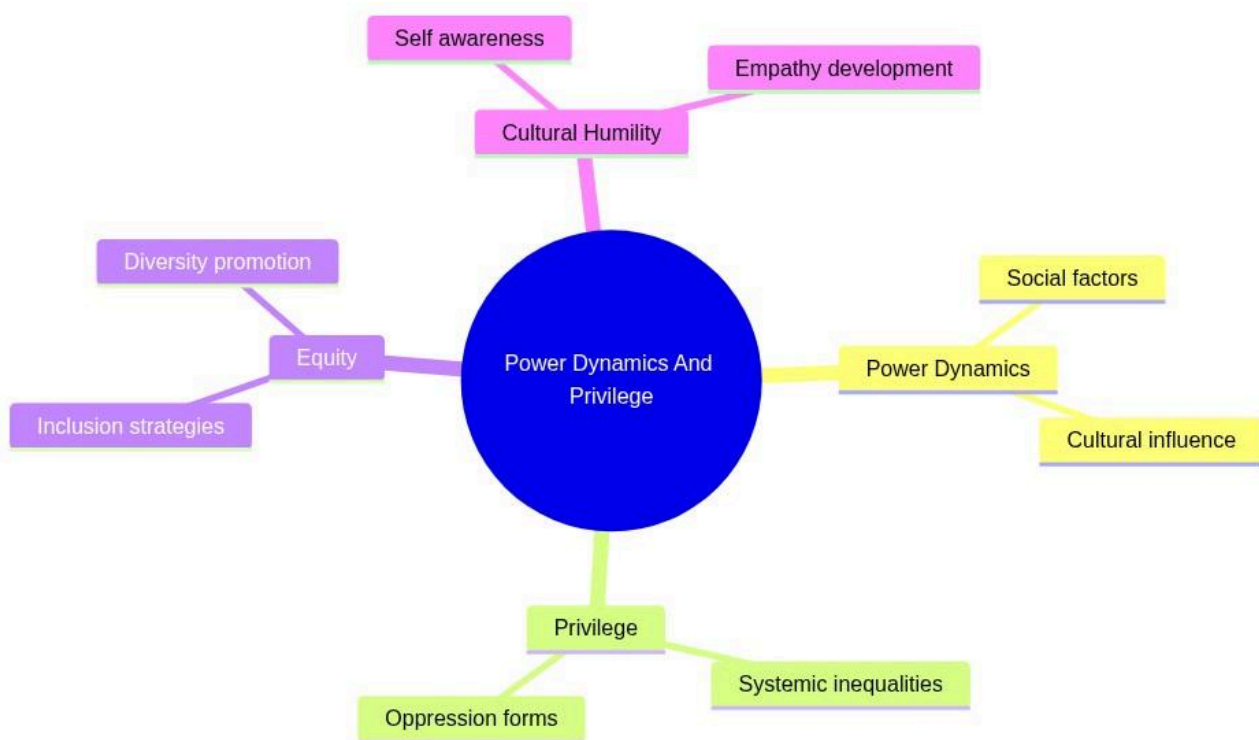 Self awareness
Empathy development
Cultural Humility
Diversity promotion
Social factors
Equity
Power Dynamics And
Privilege
Power Dynamics
Inclusion strategies
Cultural influence
Privilege
Systemic inequalities
Oppression forms